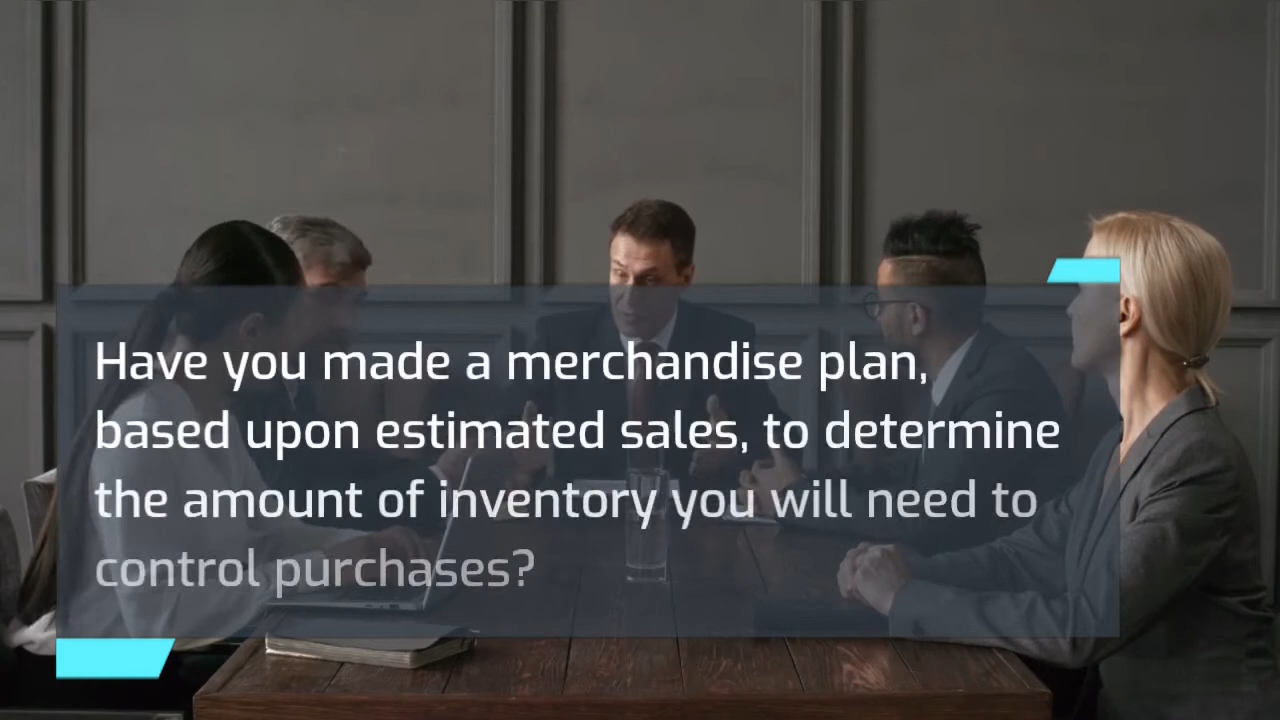 Have you made a merchandise plan,
based upon estimated sales, to determine
the amount of inventory you will need to
control purchases?